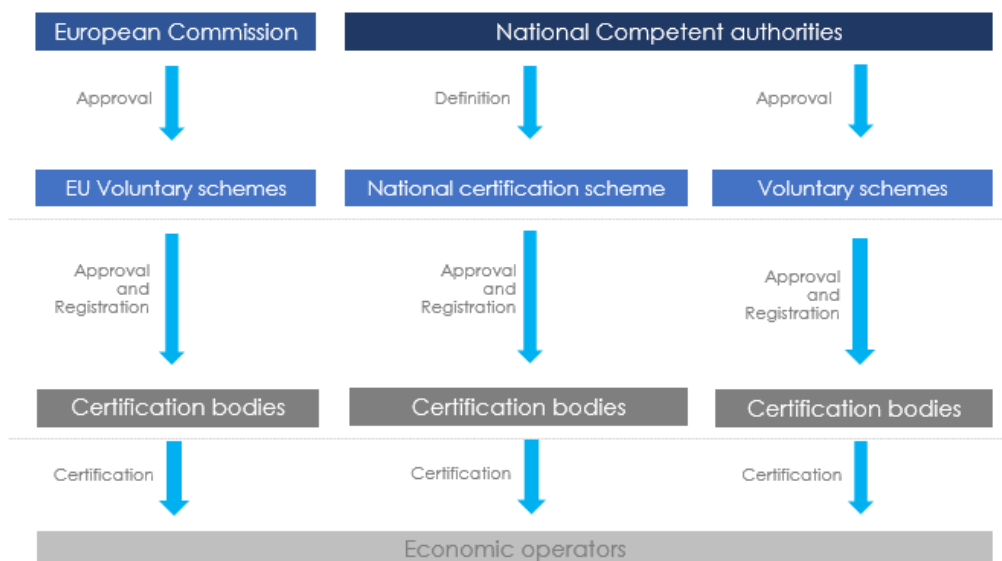 European Commission
National Competent authorities
Approval
Definition
Approval
EU Voluntary schemes
National certification scheme
Voluntary schemes
Approval
and
Registration
Approval
and
Registration
Approval
and
Registration
Certification bodies
Certification bodies
Certification bodies
Certification
Certification
Certification
Economic operators